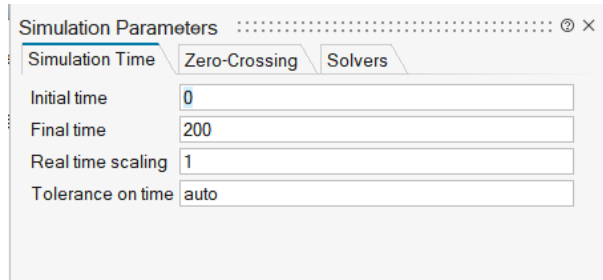 Simulation Parameters
Simulation Time Zero-Crossing Solvers
Initial time 0
Final time 200
Real time scaling 1
Tolerance on time auto